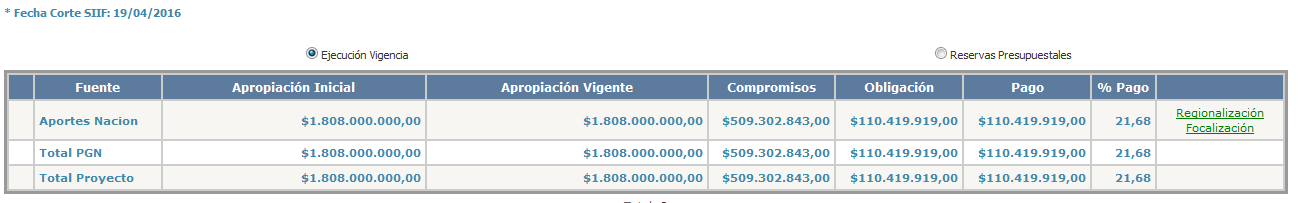 * Fecha Corte SIIF: 19/04/2016
Ejecución Vigencia Reservas Presupuestales
Fuente Apropiación Inicial Apropiación Vigente Compromisos Obligación Pago % Pago
Aportes Nacion $1.808.000.000,00 $1.808.000.000,00 $509.302.843,00 $110.419.919,00 $110.419.919,00 21,68 Regionalización
Focalización
Total PGN $1.808.000.000,00 $1.808.000.000,00 $509.302.843,00 $110.419.919,00 $110.419.919,00 21,68
Total Proyecto $1.808.000.000,00 $1.808.000.000,00 $509.302.843,00 $110.419.919,00 $110.419.919,00 21,68